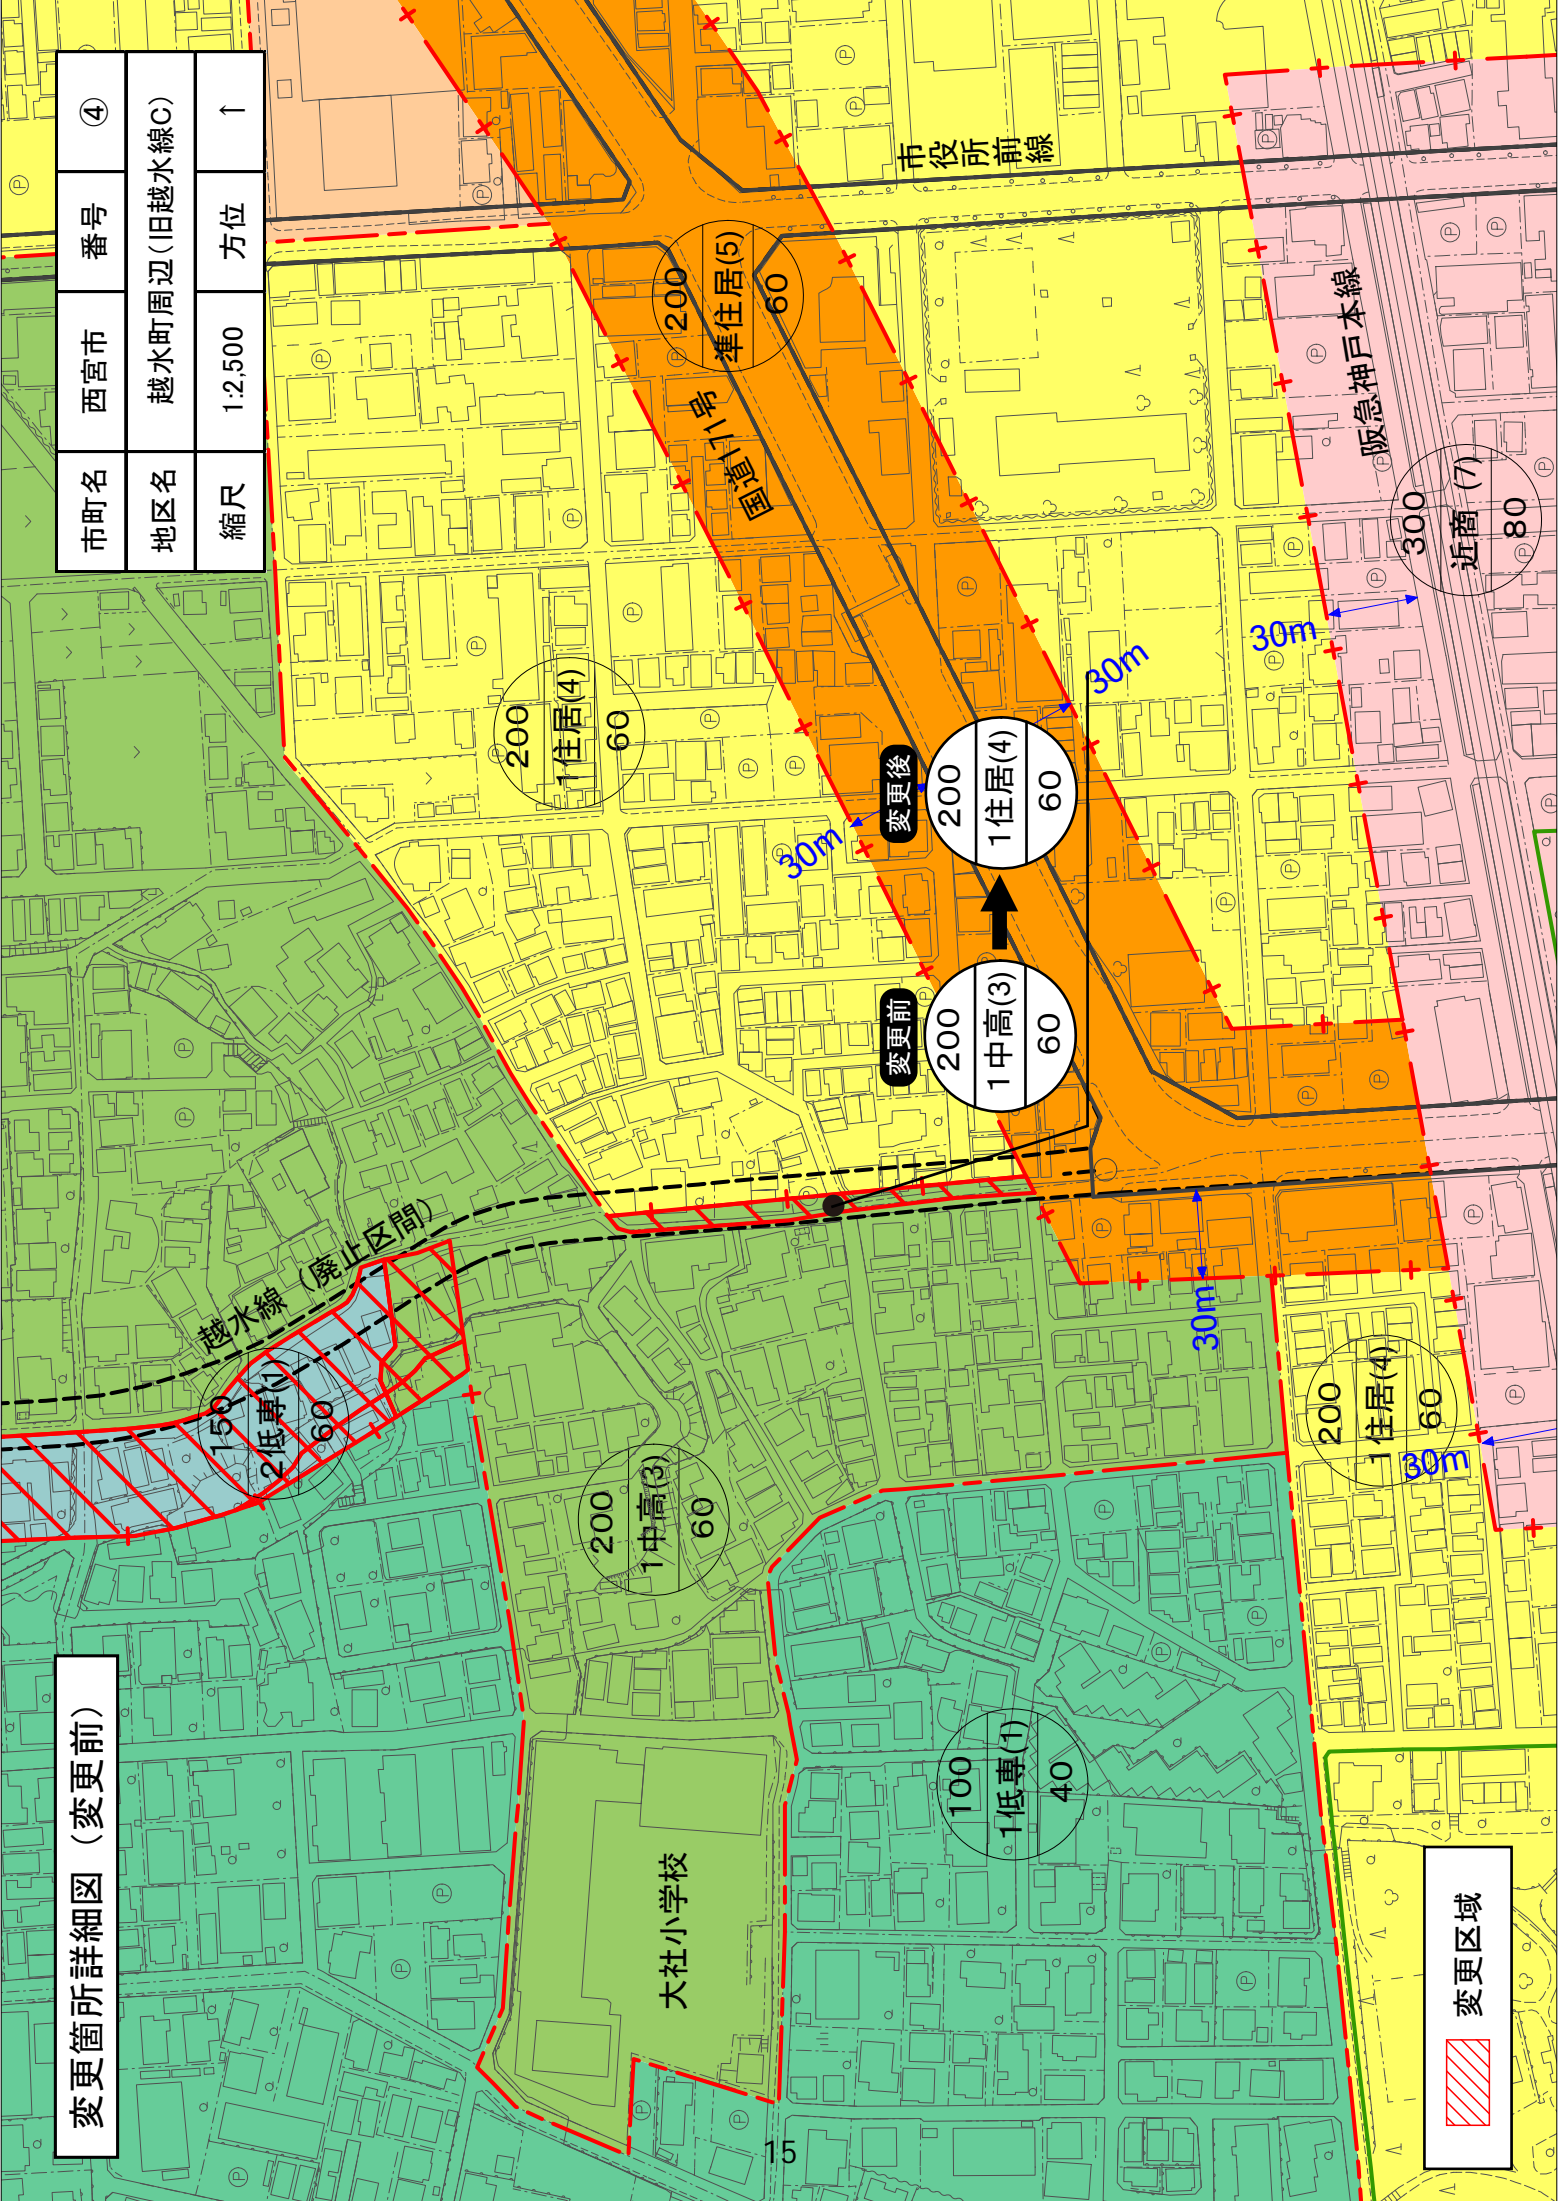 変更箇所詳細図（変更前）
市町名 西宮市 番号 ④
地区名 越水町周辺（旧越水線C）
縮尺 1:2,500 方位 ↑
越水線（廃止区間）
150
2低専(1)
60
200
1住居(4)
60
国道171号
200
準住居(5)
60
市役所前線
200
1中高(3)
60
大社小学校
30m
変更前
200
1中高(3)
60
変更後
200
1住居(4)
60
30m
30m
阪急神戸本線
100
1低専(1)
40
30m
200
1住居(4)
60
30m
300
近商(7)
80
変更区域
15